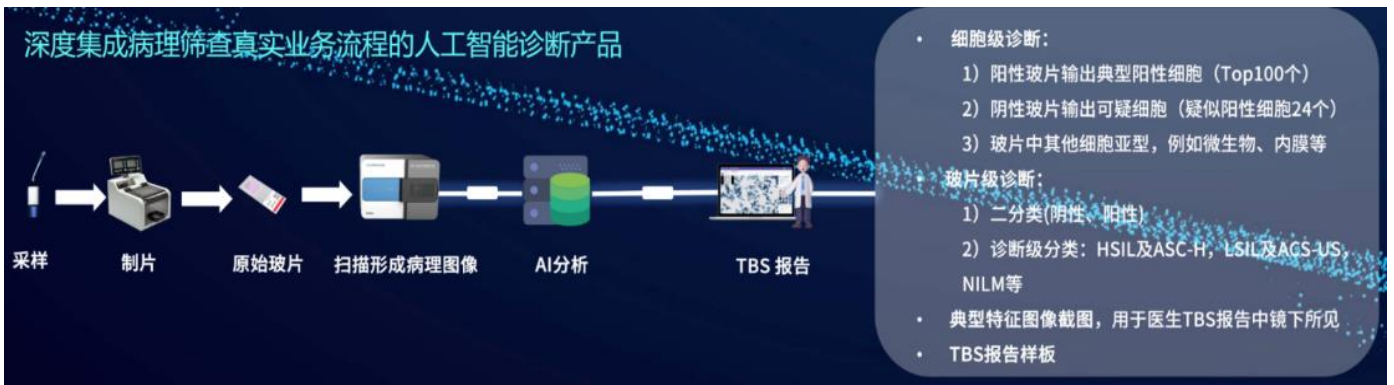 深度集成病理筛查真实业务流程的人工智能诊断产品
采样
制片
原始玻片
扫描形成病理图像
AI分析
TBS 报告
• 细胞级诊断：
1）阳性玻片输出典型阳性细胞（Top100个）
2）阴性玻片输出可疑细胞（疑似阳性细胞24个）
3）玻片中其他细胞亚型，例如微生物、内膜等
• 玻片级诊断：
1）二分类(阴性、阳性)
2）诊断级分类：HSIL及ASC-H，LSIL及ACS-US，
NILM等
• 典型特征图像截图，用于医生TBS报告中镜下所见
• TBS报告样板